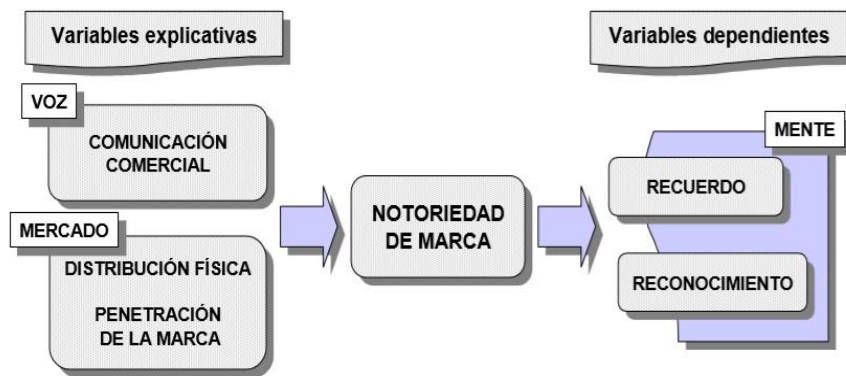 Variables explicativas
Variables dependientes
VOZ
COMUNICACIÓN
COMERCIAL
MERCADO
DISTRIBUCIÓN FÍSICA
PENETRACIÓN
DE LA MARCA
NOTORIEDAD
DE MARCA
MENTE
RECUERDO
RECONOCIMIENTO